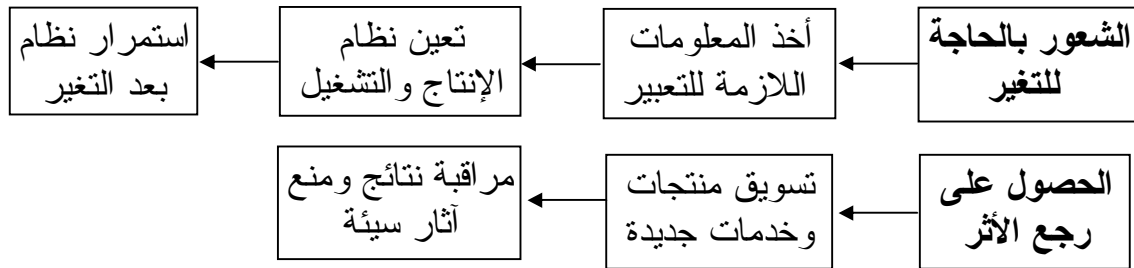 الشعور بالحاجة
للتغير
أخذ المعلومات
اللازمة للتعبير
تعين نظام
الإنتاج والتشغيل
استمرار نظام
بعد التغير
الحصول على
رجع الأثر
تسويق منتجات
وخدمات جديدة
مراقبة نتائج ومنع
آثار سيئة